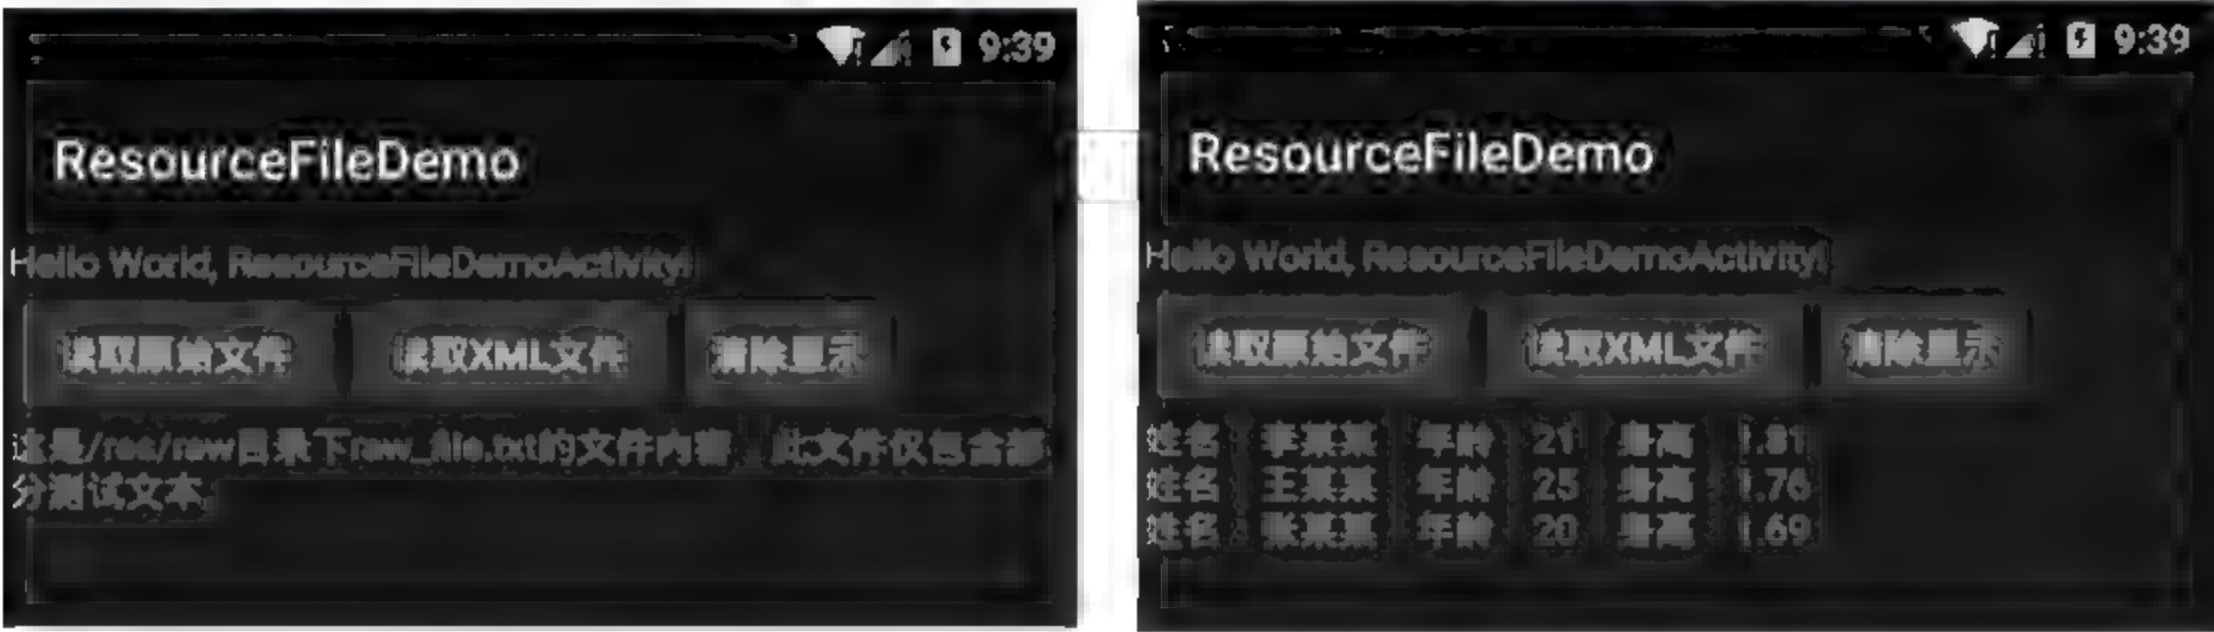 9:39
ResourceFileDemo
Hello World, ResourceFileDemoActivity!
读取原始文件 读取XML文件 清除显示
这是/res/raw目录下raw_file.txt的文件内容 此文件仅包含部
分测试文本
9:39
ResourceFileDemo
Hello World, ResourceFileDemoActivity!
读取原始文件 读取XML文件 清除显示
姓名 李某某 年龄 21 身高 1.81
姓名 王某某 年龄 25 身高 1.76
姓名 张某某 年龄 20 身高 1.69